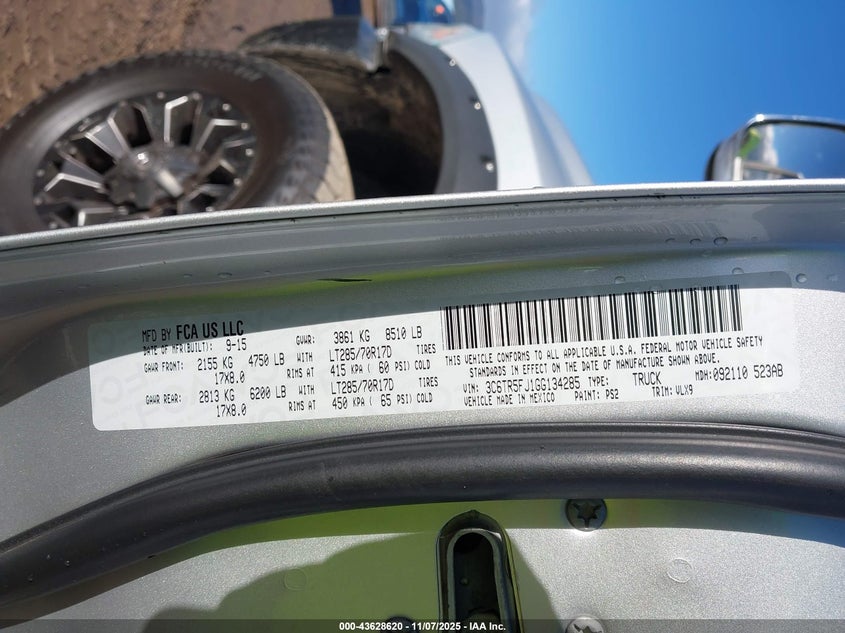 MFD BY FCA US LLC
DATE OF MFR(BUILT) 9-15 GVWR: 3861 KG 8510 LB
GAWR FRONT: 2155 KG 4750 LB WITH LT285/70R17D TIRES
17X8.0 RIMS AT 415 KPA ( 60 PSI) COLD
GAWR REAR: 2813 KG 6200 LB WITH LT285/70R17D TIRES
17X8.0 RIMS AT 450 KPA ( 65 PSI) COLD
THIS VEHICLE CONFORMS TO ALL APPLICABLE U.S.A. FEDERAL MOTOR VEHICLE SAFETY
STANDARDS IN EFFECT ON THE DATE OF MANUFACTURE SHOWN ABOVE.
VIN: 3C6TR5FJ1GG134285 TYPE: TRUCK MDH:092110 523AB
VEHICLE MADE IN MEXICO PAINT: PS2 TRIM: VLX9
000-43628620 - 11/07/2025 - IAA Inc.